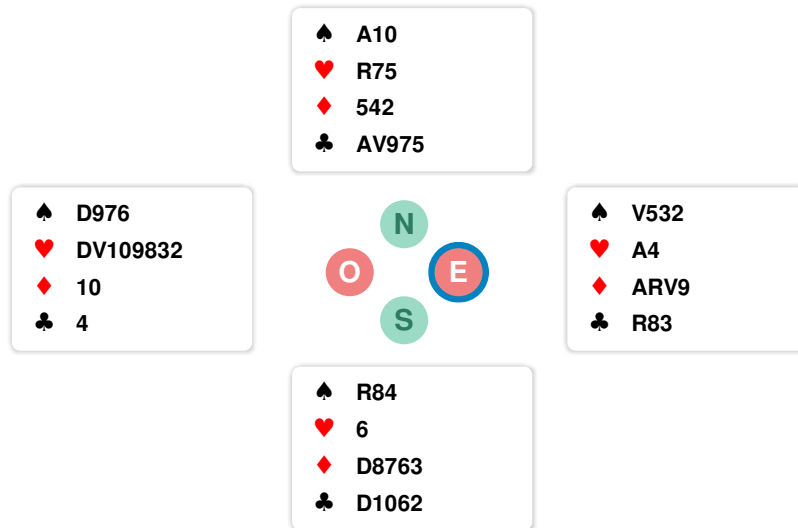 ♠ A10
♥ R75
♦ 542
♣ AV975
♠ D976
♥ DV109832
♦ 10
♣ 4
N
O E
S
♠ V532
♥ A4
♦ ARV9
♣ R83
♠ R84
♥ 6
♦ D8763
♣ D1062